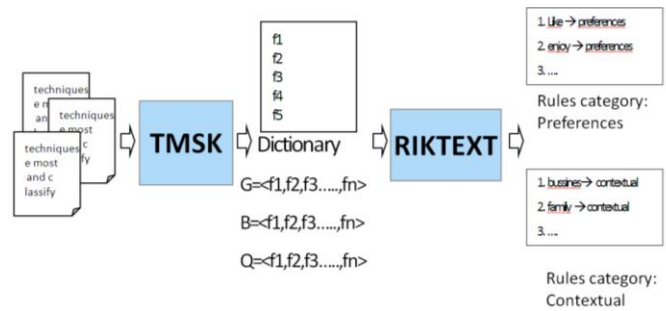 techniques
e m
an
techniques
e most
c
fy
techniques
e most
and c
lassify
TMSK
f1
f2
f3
f4
f5
Dictionary
G=<f1,f2,f3.....,fn>
B=<f1,f2,f3.....,fn>
Q=<f1,f2,f3.....,fn>
RIKTEXT
1. Like → preferences
2. enjoy → preferences
3. ....
Rules category:
Preferences
1. bussines → contextual
2. family → contextual
3. ....
Rules category:
Contextual